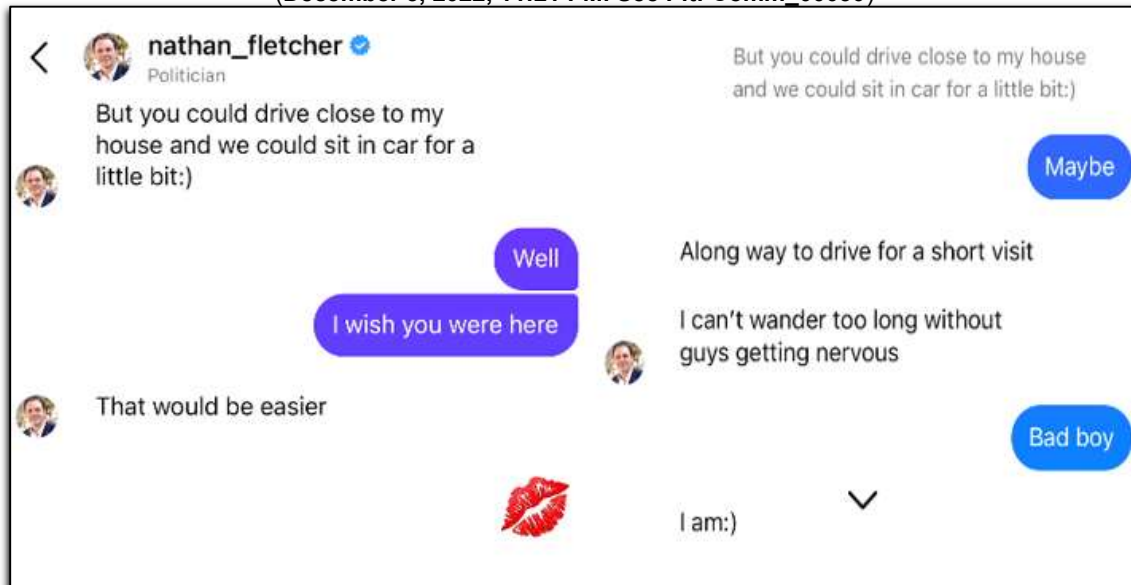 (December 2022,
nathan_fletcher
Politician
But you could drive close to my
house and we could sit in car for a
little bit:)
Well
I wish you were here
That would be easier
But you could drive close to my house
and we could sit in car for a little bit:)
Maybe
Along way to drive for a short visit
I can't wander too long without
guys getting nervous
Bad boy
I am:)